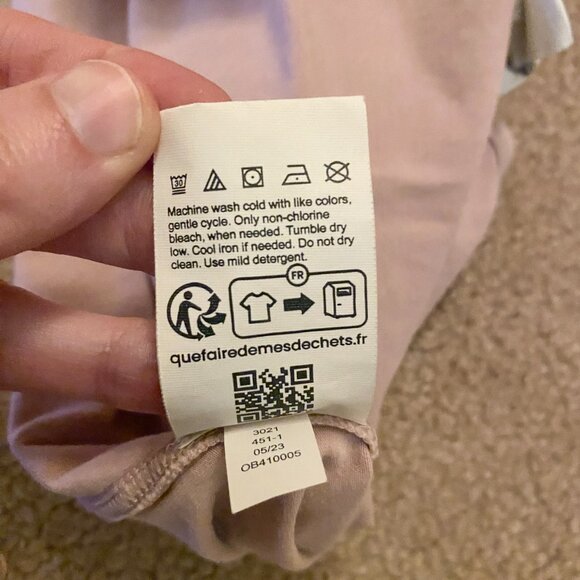 30
Machine wash cold with like colors,
gentle cycle. Only non-chlorine
bleach, when needed. Tumble dry
low. Cool iron if needed. Do not dry
clean. Use mild detergent.
FR
quefairedemesdechets.fr
3021
451-1
05/23
OB410005